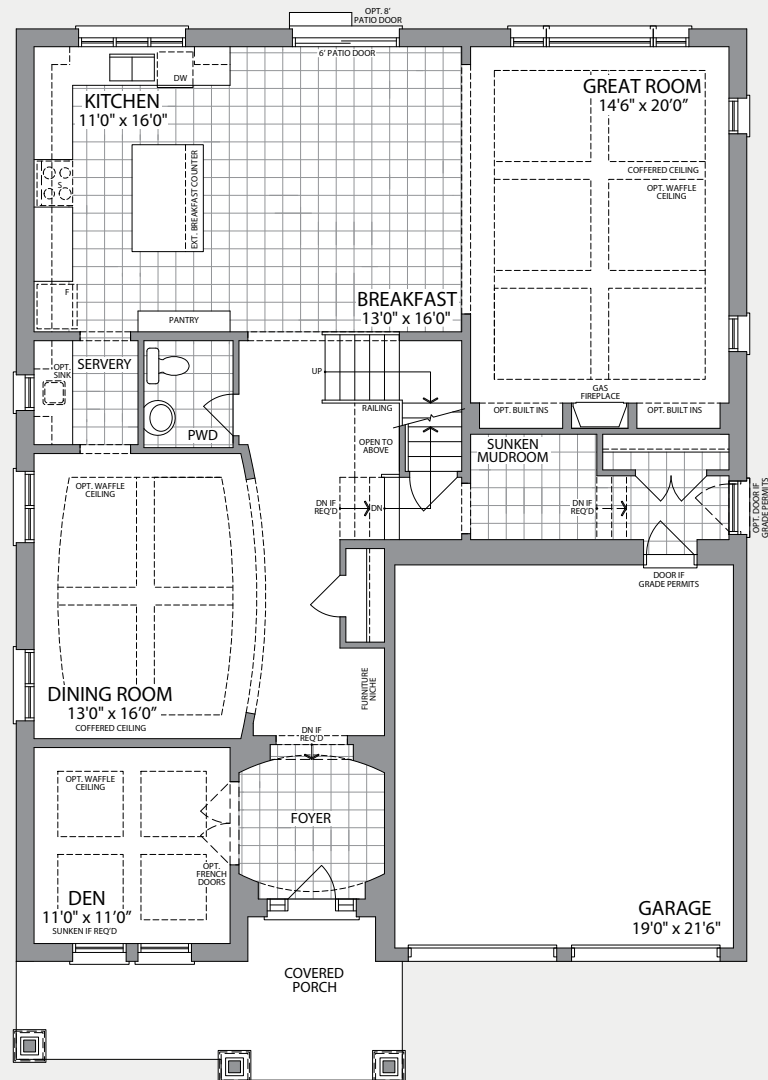 OPT. 8'
PATIO DOOR
6' PATIO DOOR
DW
KITCHEN
11'0" x 16'0"
GREAT ROOM
14'6" x 20'0"
COFFERED CEILING
OPT. WAFFLE
CEILING
S
EXT. BREAKFAST COUNTER
F
BREAKFAST
13'0" x 16'0"
PANTRY
OPT.
SINK
SERVERY
PWD
UP
RAILING
OPEN TO
ABOVE
GAS
FIREPLACE
OPT. BUILT INS
OPT. BUILT INS
SUNKEN
MUDROOM
OPT. WAFFLE
CEILING
DN IF
REQ'D
DN
DN IF
REQ'D
OPT. DOOR IF
GRADE PERMITS
DOOR IF
GRADE PERMITS
DINING ROOM
13'0" x 16'0"
COFFERED CEILING
FURNITURE
NICHE
DN IF
REQ'D
OPT. WAFFLE
CEILING
FOYER
OPT.
FRENCH
DOORS
DEN
11'0" x 11'0"
SUNKEN IF REQ'D
GARAGE
19'0" x 21'6"
COVERED
PORCH